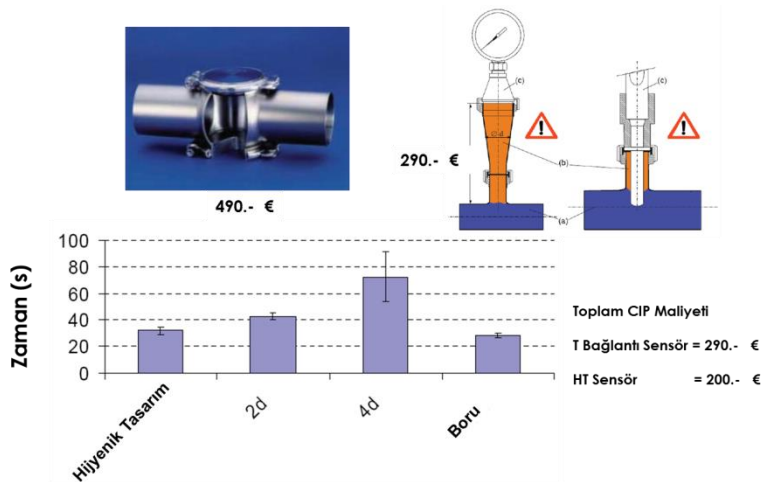 490.- €
290.- €
(c)
Ø d
(b)
(a)
(c)
Zaman (s)
100
80
60
40
20
0
Hijyenik Tasarım
2d
4d
Boru
Toplam CIP Maliyeti
T Bağlantı Sensör = 290.- €
HT Sensör = 200.- €